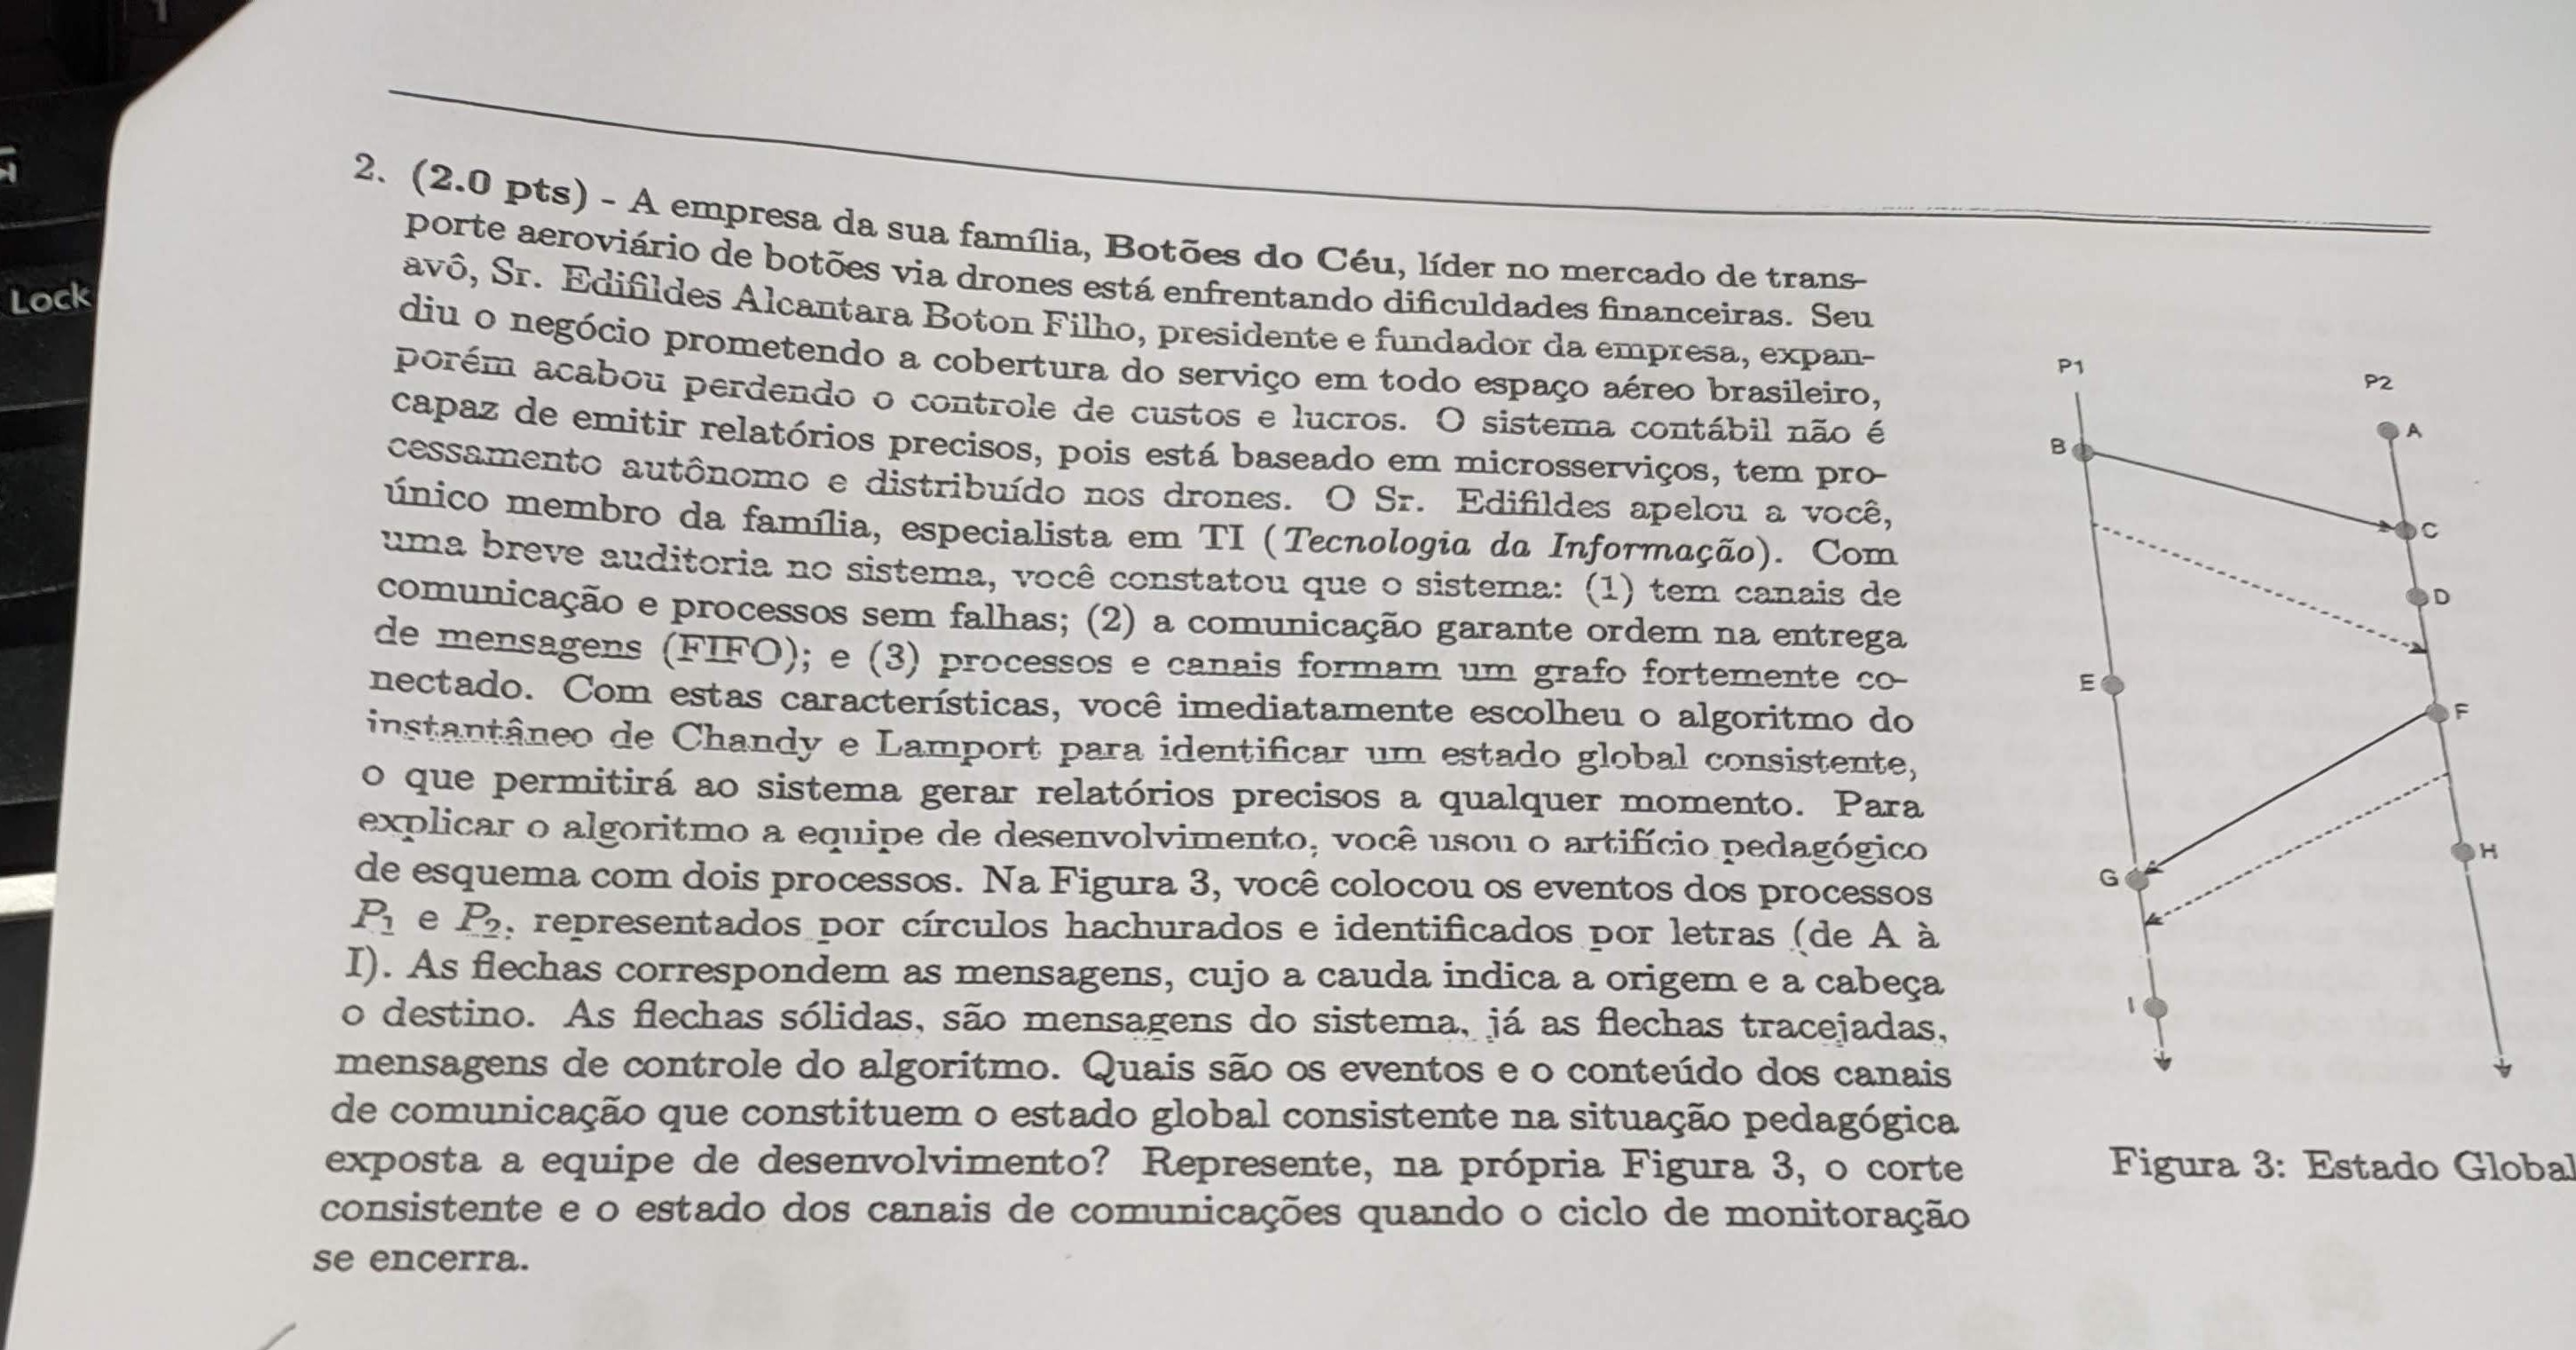 Lock
2. (2.0 pts) - A empresa da sua família, Botões do Céu, líder no mercado de trans-
porte aeroviário de botões via drones está enfrentando dificuldades financeiras. Seu
avô, Sr. Edifildes Alcantara Boton Filho, presidente e fundador da empresa, expan-
diu o negócio prometendo a cobertura do serviço em todo espaço aéreo brasileiro,
porém acabou perdendo o controle de custos e lucros. O sistema contábil não é
capaz de emitir relatórios precisos, pois está baseado em microsserviços, tem pro-
cessamento autônomo e distribuído nos drones. O Sr. Edifildes apelou a você,
único membro da família, especialista em TI (Tecnologia da Informação). Com
uma breve auditoria no sistema, você constatou que o sistema: (1) tem canais de
comunicação e processos sem falhas; (2) a comunicação garante ordem na entrega
de mensagens (FIFO); e (3) processos e canais formam um grafo fortemente co-
nectado. Com estas características, você imediatamente escolheu o algoritmo do
instantâneo de Chandy e Lamport para identificar um estado global consistente,
o que permitirá ao sistema gerar relatórios precisos a qualquer momento. Para
explicar o algoritmo a equipe de desenvolvimento, você usou o artifício pedagógico
de esquema com dois processos. Na Figura 3, você colocou os eventos dos processos
P1 e P2, representados por círculos hachurados e identificados por letras (de A à
I). As flechas correspondem as mensagens, cujo a cauda indica a origem e a cabeça
o destino. As flechas sólidas, são mensagens do sistema, já as flechas tracejadas,
mensagens de controle do algoritmo. Quais são os eventos e o conteúdo dos canais
de comunicação que constituem o estado global consistente na situação pedagógica
exposta a equipe de desenvolvimento? Represente, na própria Figura 3, o corte
consistente e o estado dos canais de comunicações quando o ciclo de monitoração
se encerra.
P1
P2
A
B
C
D
E
F
H
G
I
Figura 3: Estado Global